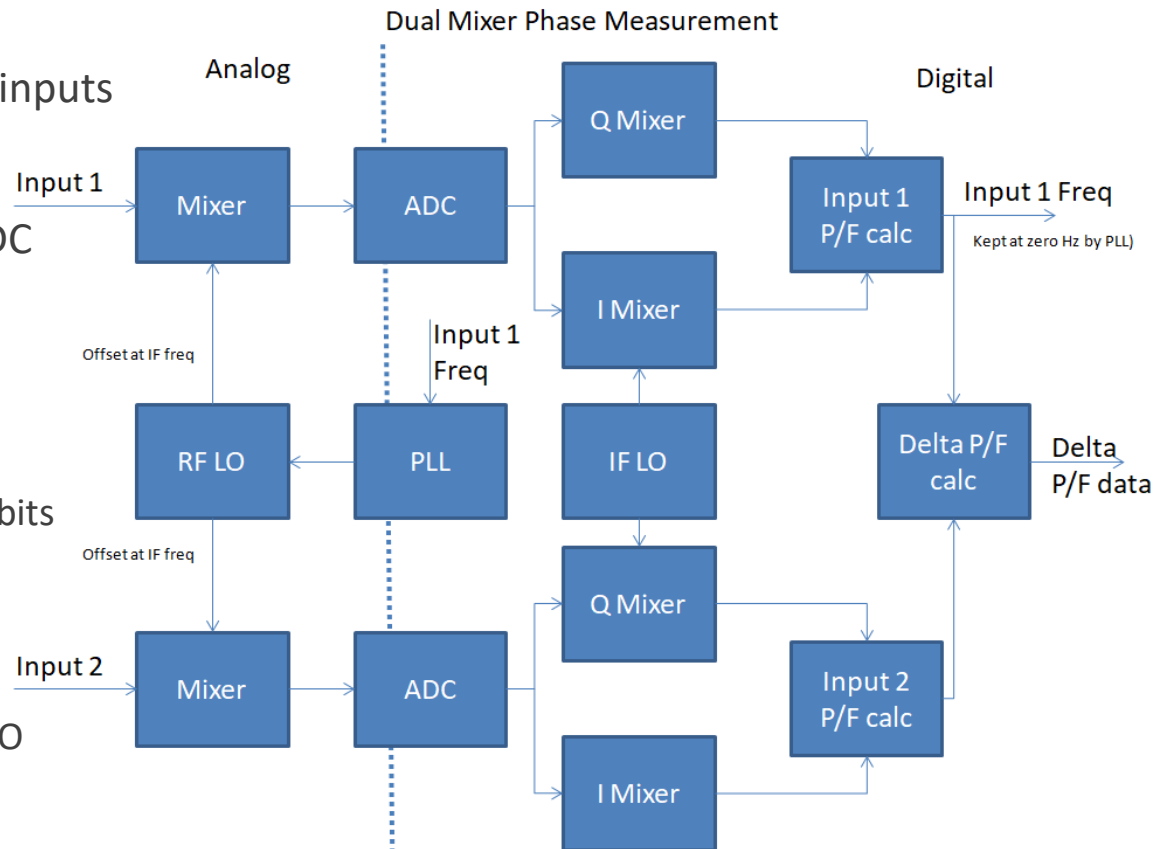 Dual Mixer Phase Measurement
inputs
Analog
Digital
Q Mixer
Input 1
Mixer
ADC
Input 1
P/F calc
Input 1 Freq
Kept at zero Hz by PLL)
DC
I Mixer
Input 1
Freq
Offset at IF freq
RF LO
PLL
IF LO
Delta P/F
calc
Delta
P/F data
bits
Offset at IF freq
Q Mixer
Input 2
Mixer
ADC
Input 2
P/F calc
O
I Mixer